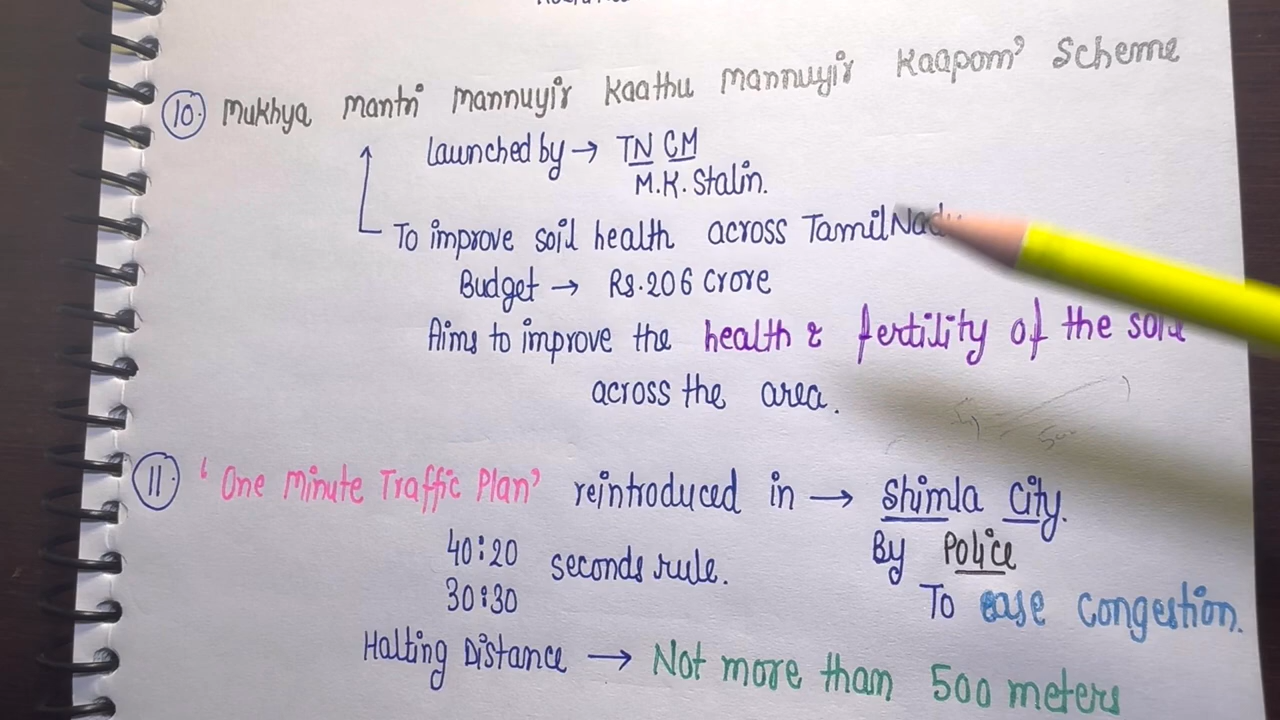 10. Mukhya mantri mannuyir Kaathu mannuyir Kaapom' Scheme
Launched by → TN CM
M.K. Stalin.
To improve soil health across Tamil Nadu
Budget → Rs.206 crore
Aims to improve the health & fertility of the soil
across the area.
11. 'One Minute Traffic Plan' reintroduced in → Shimla City.
By Police
40:20 seconds rule.
30:30
To ease congestion.
Halting Distance → Not more than 500 meters